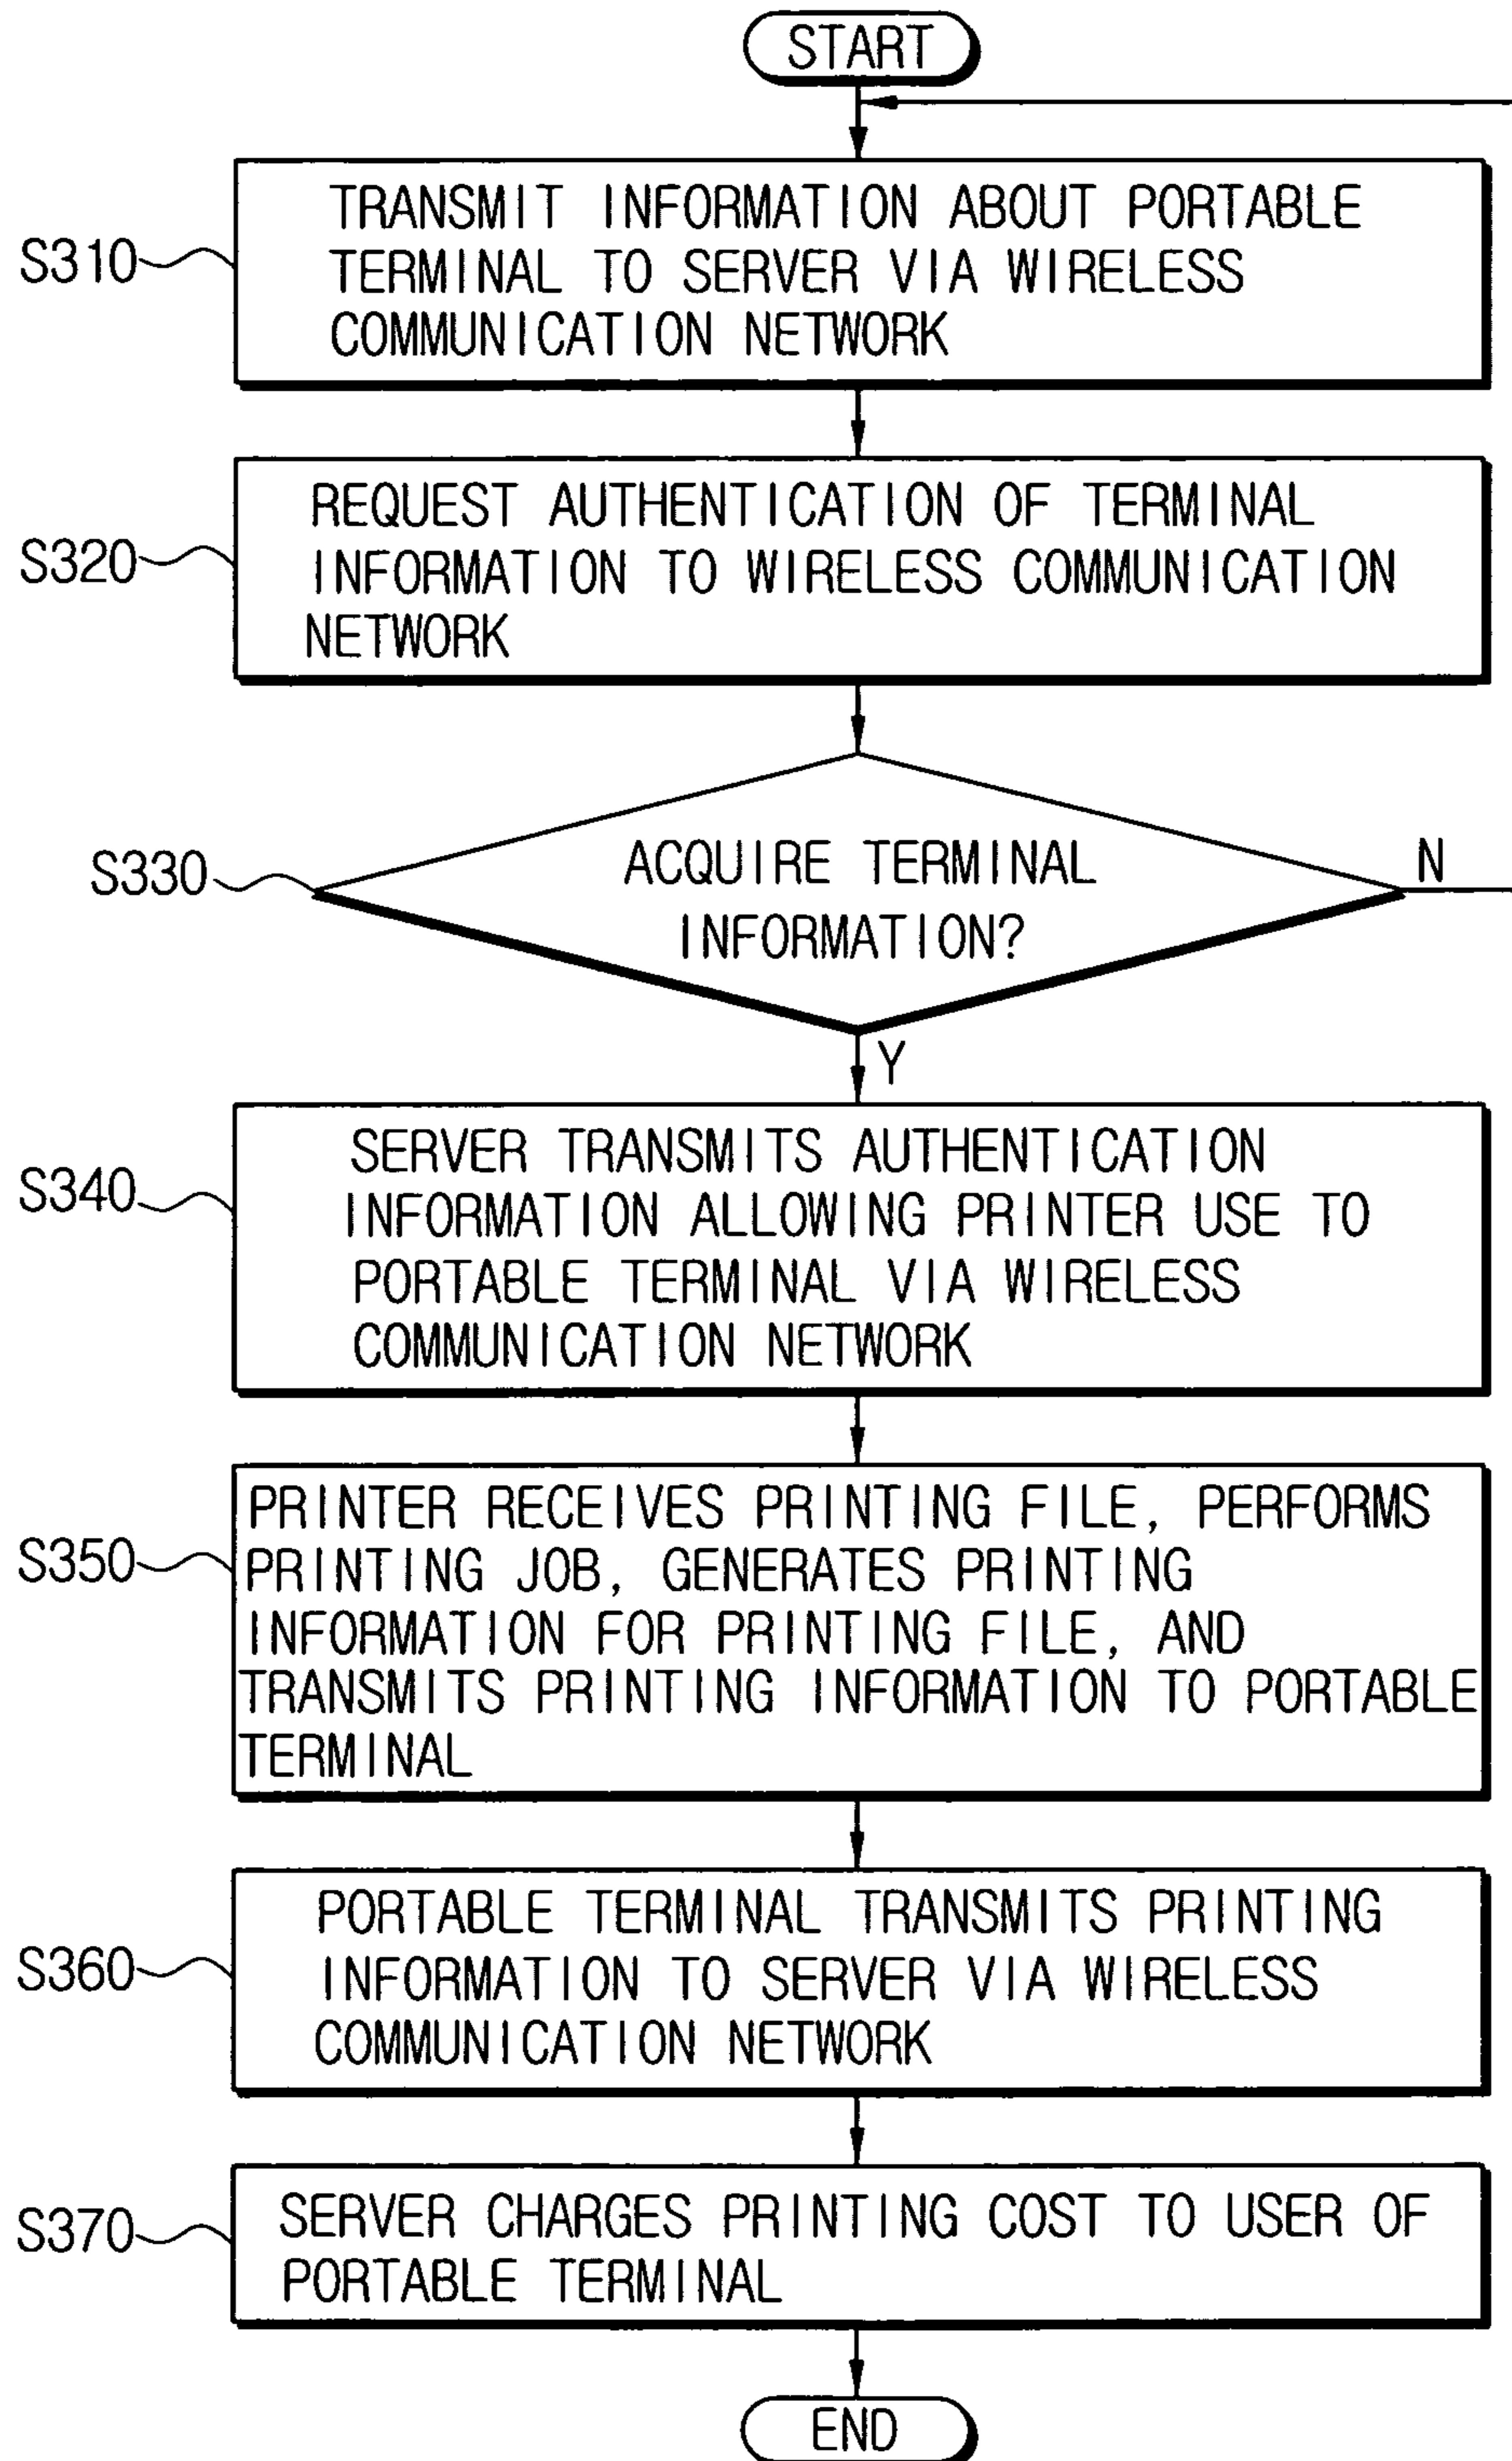 START
S310
TRANSMIT INFORMATION ABOUT PORTABLE
TERMINAL TO SERVER VIA WIRELESS
COMMUNICATION NETWORK
S320
REQUEST AUTHENTICATION OF TERMINAL
INFORMATION TO WIRELESS COMMUNICATION
NETWORK
S330
ACQUIRE TERMINAL
INFORMATION?
N
Y
S340
SERVER TRANSMITS AUTHENTICATION
INFORMATION ALLOWING PRINTER USE TO
PORTABLE TERMINAL VIA WIRELESS
COMMUNICATION NETWORK
S350
PRINTER RECEIVES PRINTING FILE, PERFORMS
PRINTING JOB, GENERATES PRINTING
INFORMATION FOR PRINTING FILE, AND
TRANSMITS PRINTING INFORMATION TO PORTABLE
TERMINAL
S360
PORTABLE TERMINAL TRANSMITS PRINTING
INFORMATION TO SERVER VIA WIRELESS
COMMUNICATION NETWORK
S370
SERVER CHARGES PRINTING COST TO USER OF
PORTABLE TERMINAL
END